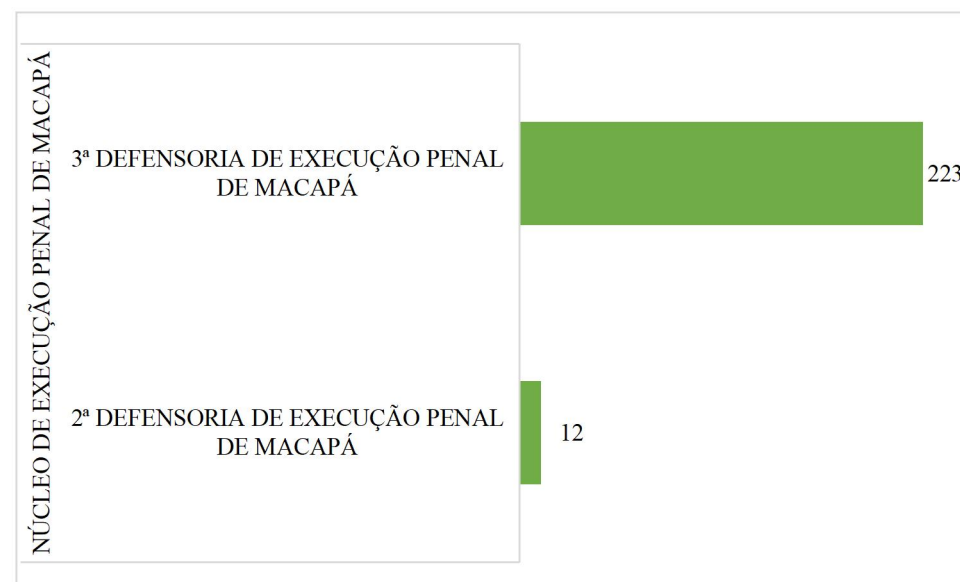 NÚCLEO DE EXECUÇÃO PENAL DE MACAPÁ
3ª DEFENSORIA DE EXECUÇÃO PENAL
DE MACAPÁ
223
2ª DEFENSORIA DE EXECUÇÃO PENAL
DE MACAPÁ
12